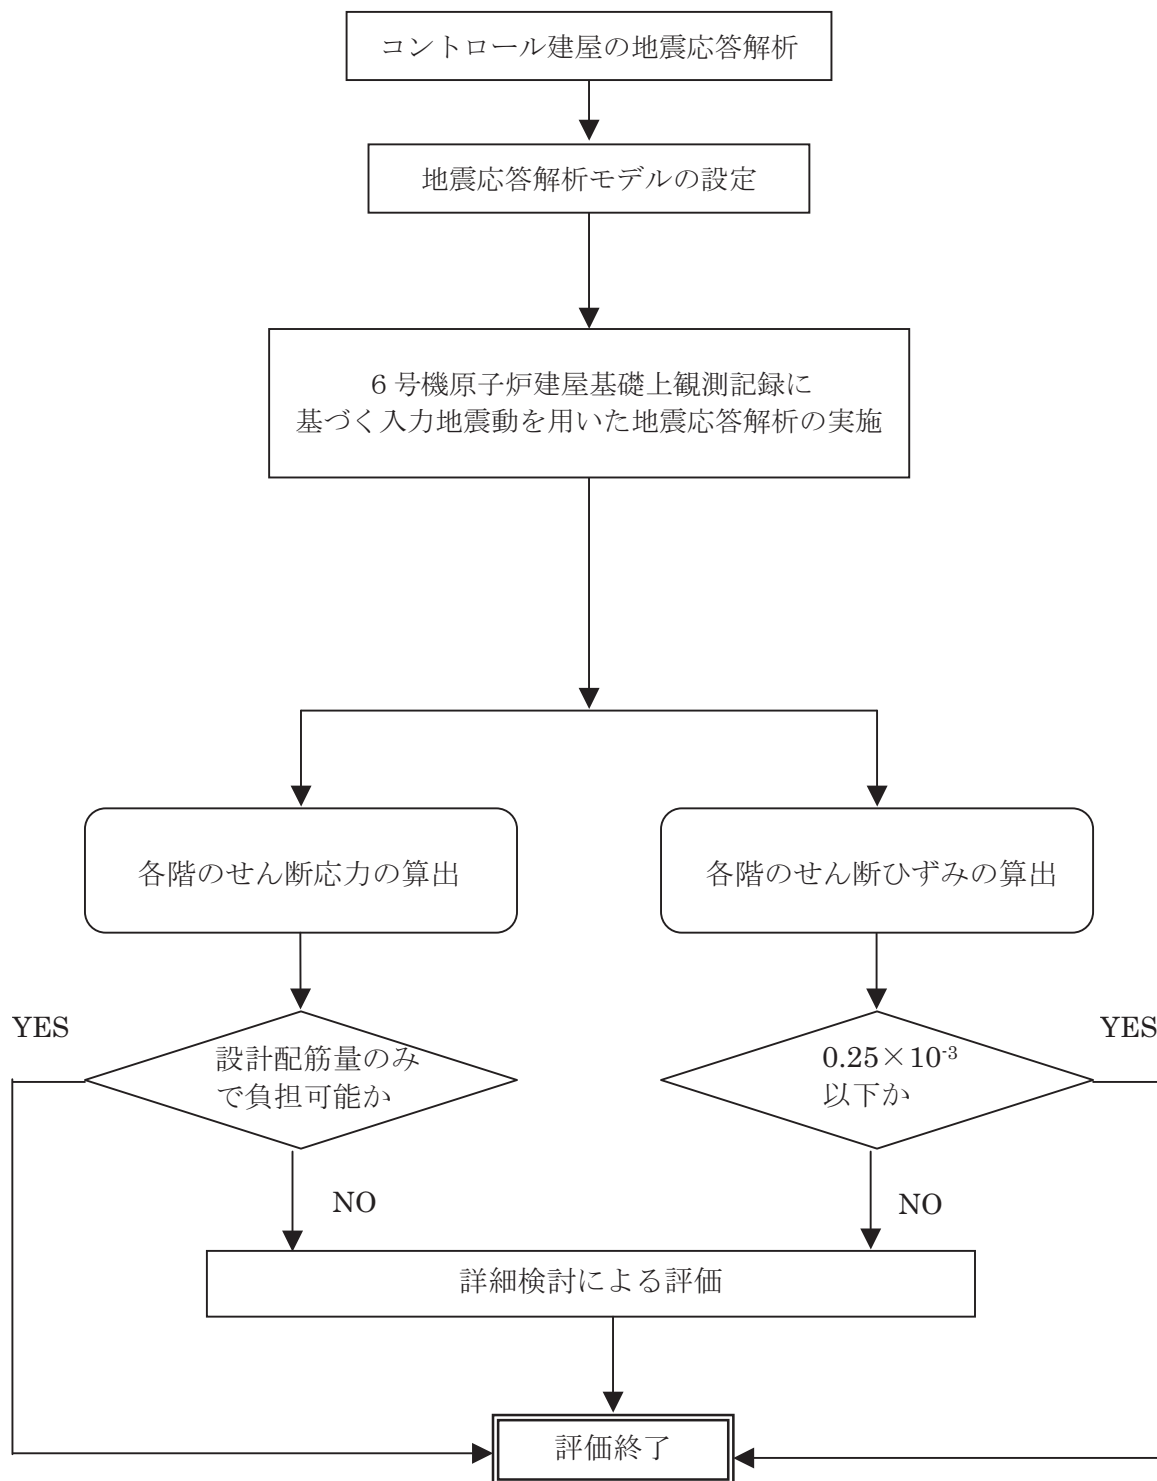 コントロール建屋の地震応答解析
地震応答解析モデルの設定
６号機原子炉建屋基礎上観測記録に
基づく入力地震動を用いた地震応答解析の実施
各階のせん断応力の算出
各階のせん断ひずみの算出
YES
設計配筋量のみ
で負担可能か
0.25×10-3
以下か
YES
NO
NO
詳細検討による評価
評価終了